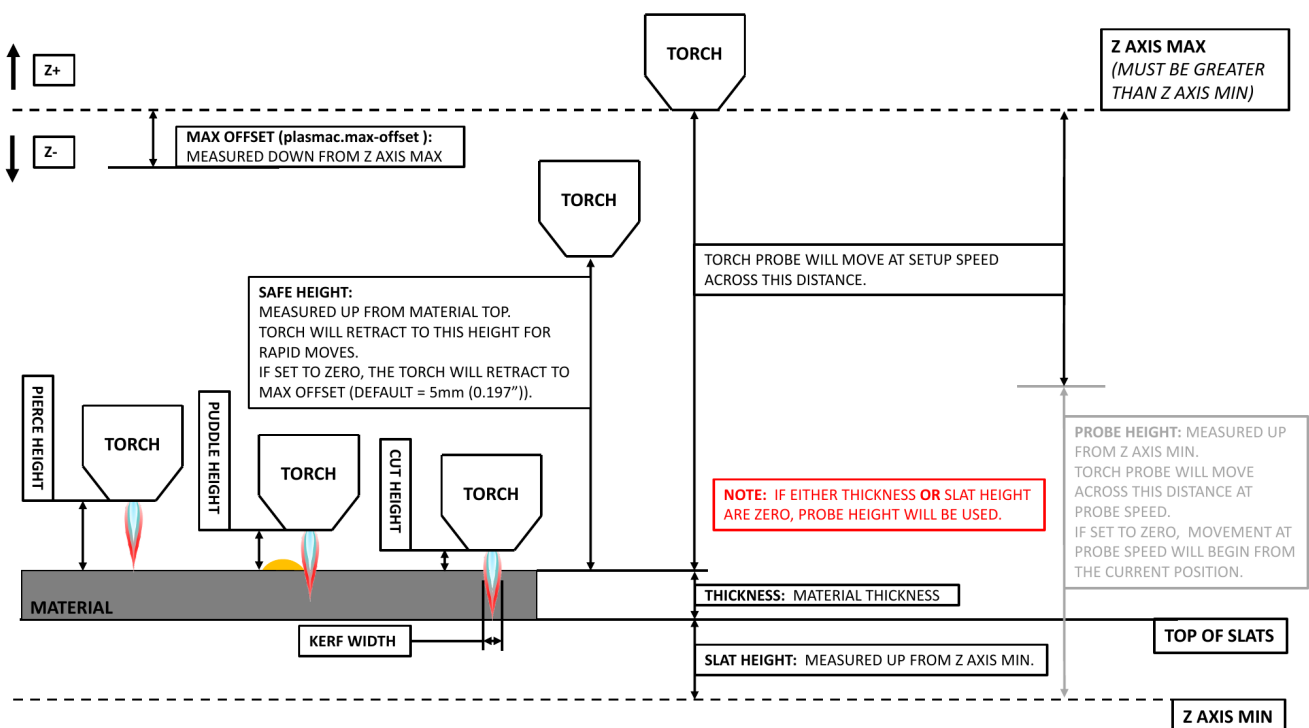 TORCH
Z AXIS MAX
(MUST BE GREATER
THAN Z AXIS MIN)
Z+
MAX OFFSET (plasmac.max-offset ):
MEASURED DOWN FROM Z AXIS MAX
Z-
TORCH
TORCH PROBE WILL MOVE AT SETUP SPEED
ACROSS THIS DISTANCE.
SAFE HEIGHT:
MEASURED UP FROM MATERIAL TOP.
TORCH WILL RETRACT TO THIS HEIGHT FOR
RAPID MOVES.
IF SET TO ZERO, THE TORCH WILL RETRACT TO
MAX OFFSET (DEFAULT = 5mm (0.197”)).
PIERCE HEIGHT
TORCH
PUDDLE HEIGHT
TORCH
CUT HEIGHT
TORCH
NOTE: IF EITHER THICKNESS OR SLAT HEIGHT
ARE ZERO, PROBE HEIGHT WILL BE USED.
PROBE HEIGHT: MEASURED UP
FROM Z AXIS MIN.
TORCH PROBE WILL MOVE
ACROSS THIS DISTANCE AT
PROBE SPEED.
IF SET TO ZERO, MOVEMENT AT
PROBE SPEED WILL BEGIN FROM
THE CURRENT POSITION.
MATERIAL
THICKNESS: MATERIAL THICKNESS
KERF WIDTH
TOP OF SLATS
SLAT HEIGHT: MEASURED UP FROM Z AXIS MIN.
Z AXIS MIN